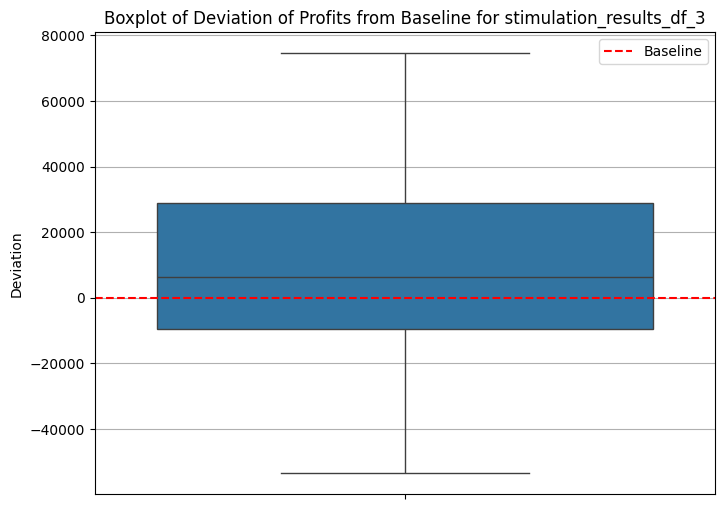 Boxplot of Deviation of Profits from Baseline for stimulation_results_df_3
Baseline
80000
60000
40000
20000
0
−20000
−40000
Deviation